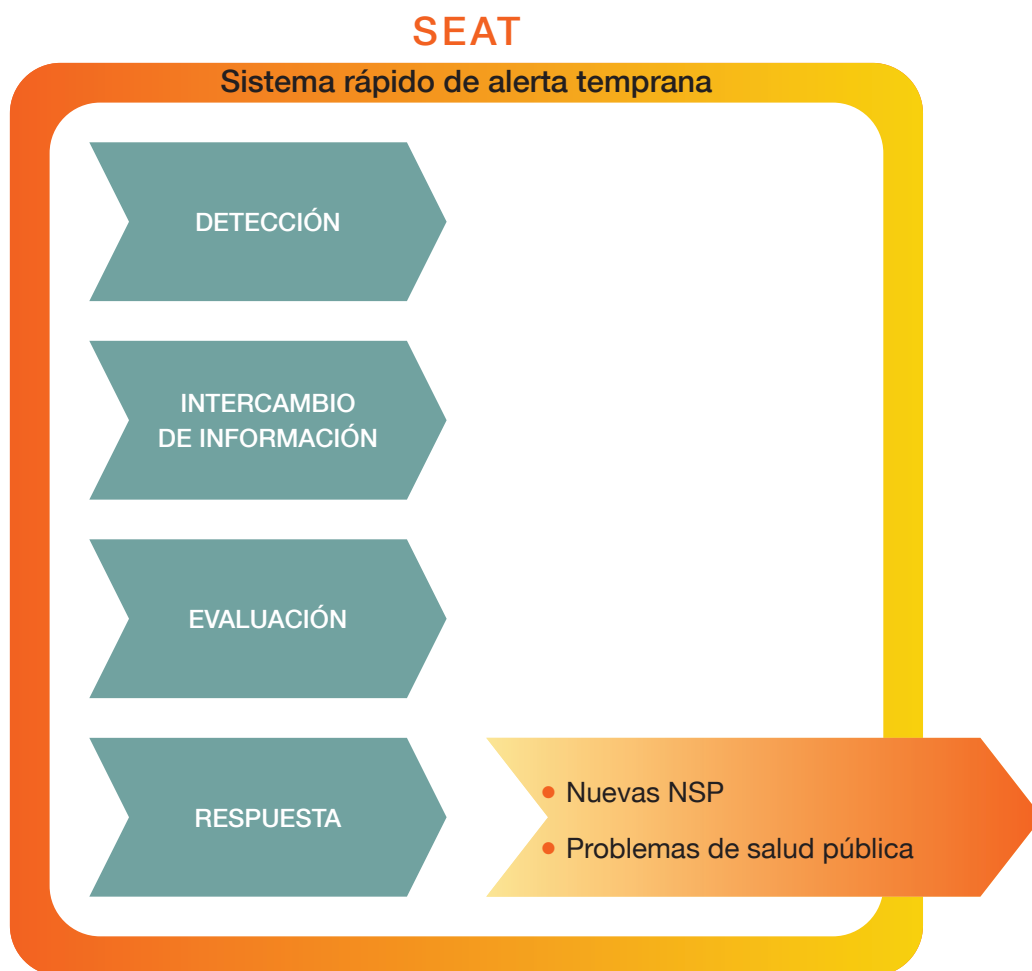 SEAT
Sistema rápido de alerta temprana
DETECCIÓN
INTERCAMBIO
DE INFORMACIÓN
EVALUACIÓN
RESPUESTA
• Nuevas NSP
• Problemas de salud pública